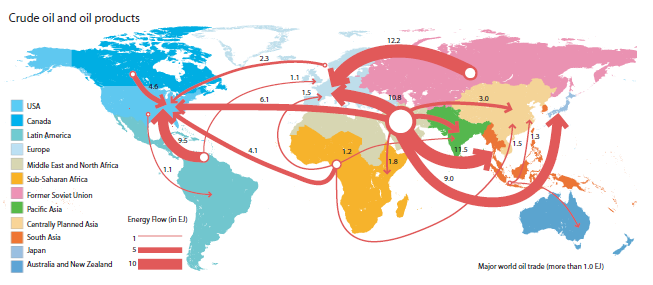 Crude oil and oil products
12.2
2.3
1.1
4.6
1.5
10.8
3.0
6.1
USA
Canada
Latin America
Europe
Middle East and North Africa
Sub-Saharan Africa
Former Soviet Union
Pacific Asia
Centrally Planned Asia
South Asia
Japan
Australia and New Zealand
9.5
4.1
1.2
1.8
11.5
1.5
1.3
9.0
1.1
Energy Flow (in EJ)
1
5
10
Major world oil trade (more than 1.0 EJ)